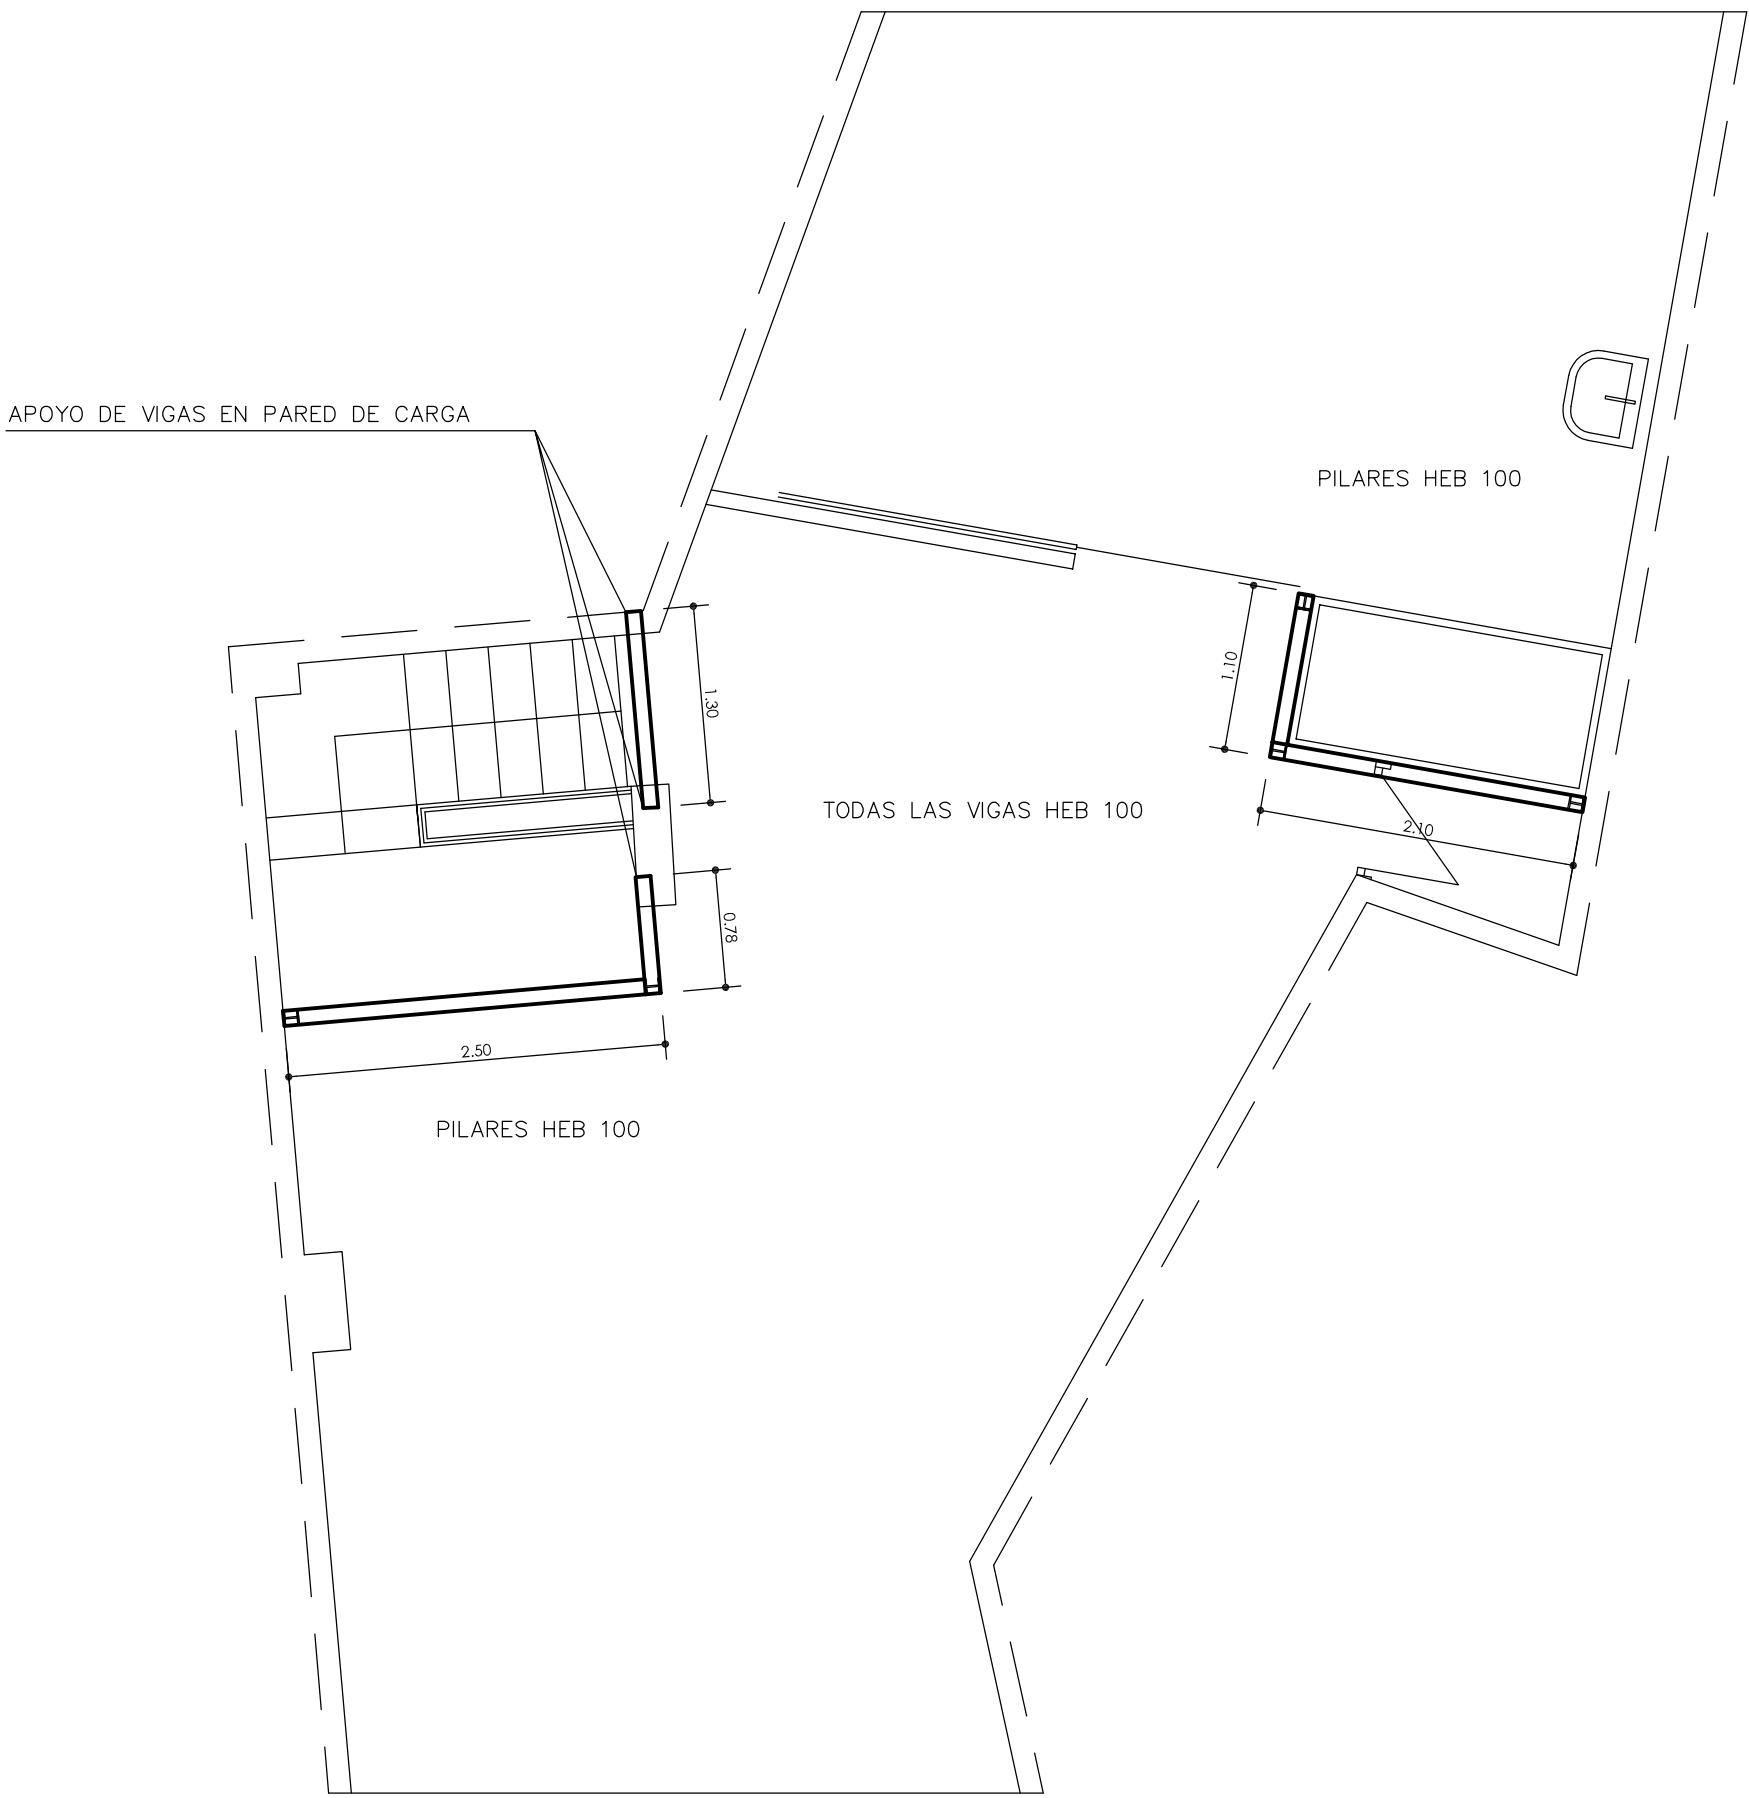 APOYO DE VIGAS EN PARED DE CARGA
PILARES HEB 100
1.10
1.30
TODAS LAS VIGAS HEB 100
2.10
0.78
2.50
PILARES HEB 100